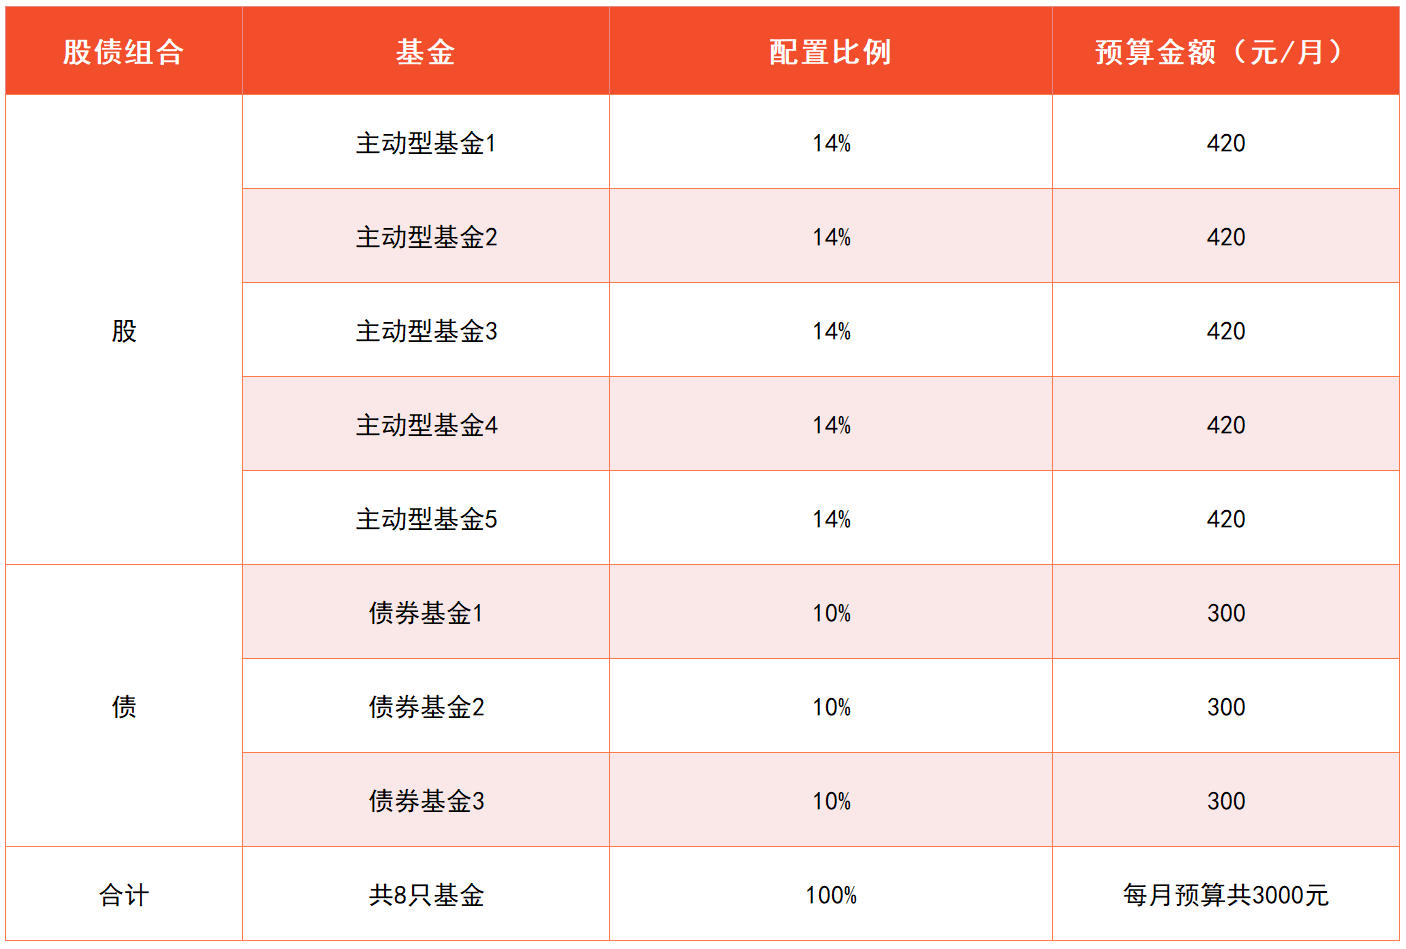 股债组合 基金 配置比例 预算金额（元/月）
主动型基金1 14% 420
主动型基金2 14% 420
股 主动型基金3 14% 420
主动型基金4 14% 420
主动型基金5 14% 420
债券基金1 10% 300
债 债券基金2 10% 300
债券基金3 10% 300
合计 共8只基金 100% 每月预算共3000元